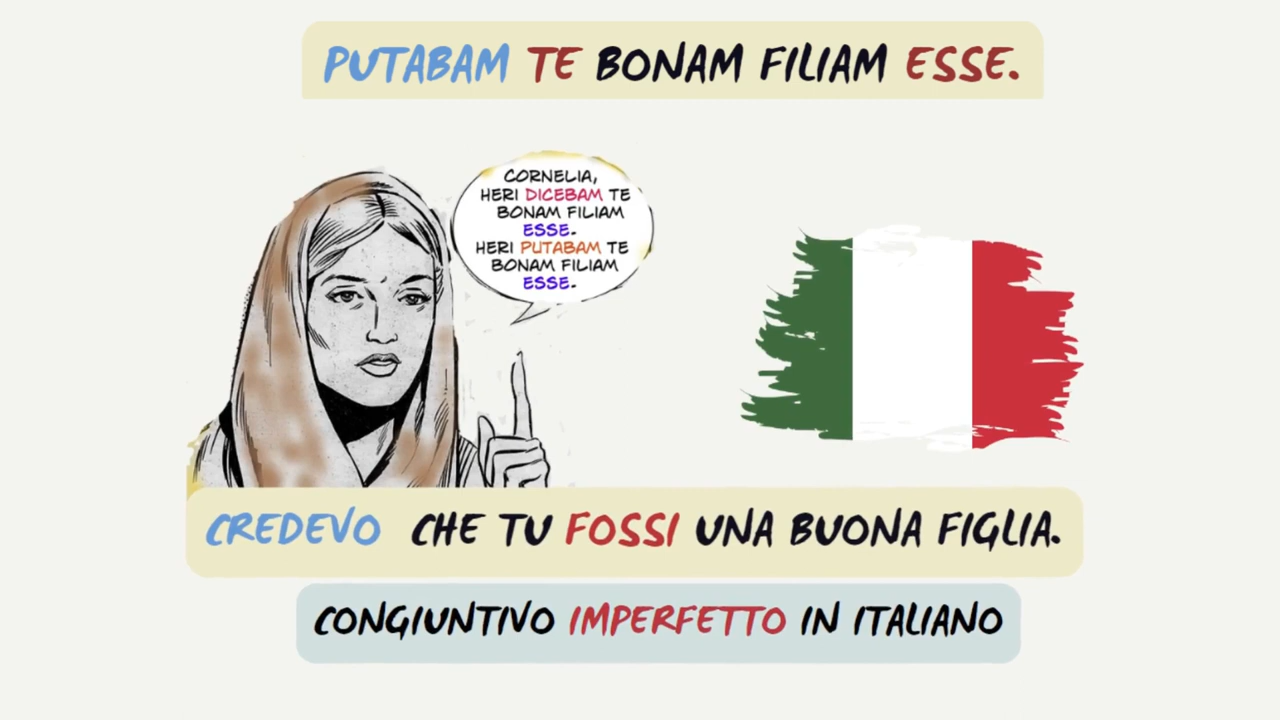 PUTABAM TE BONAM FILIAM ESSE.
CORNELIA,
HERI DICEBAM TE
BONAM FILIAM
ESSE.
HERI PUTABAM TE
BONAM FILIAM
ESSE.
CREDEVO CHE TU FOSSI UNA BUONA FIGLIA.
CONGIUNTIVO IMPERFETTO IN ITALIANO